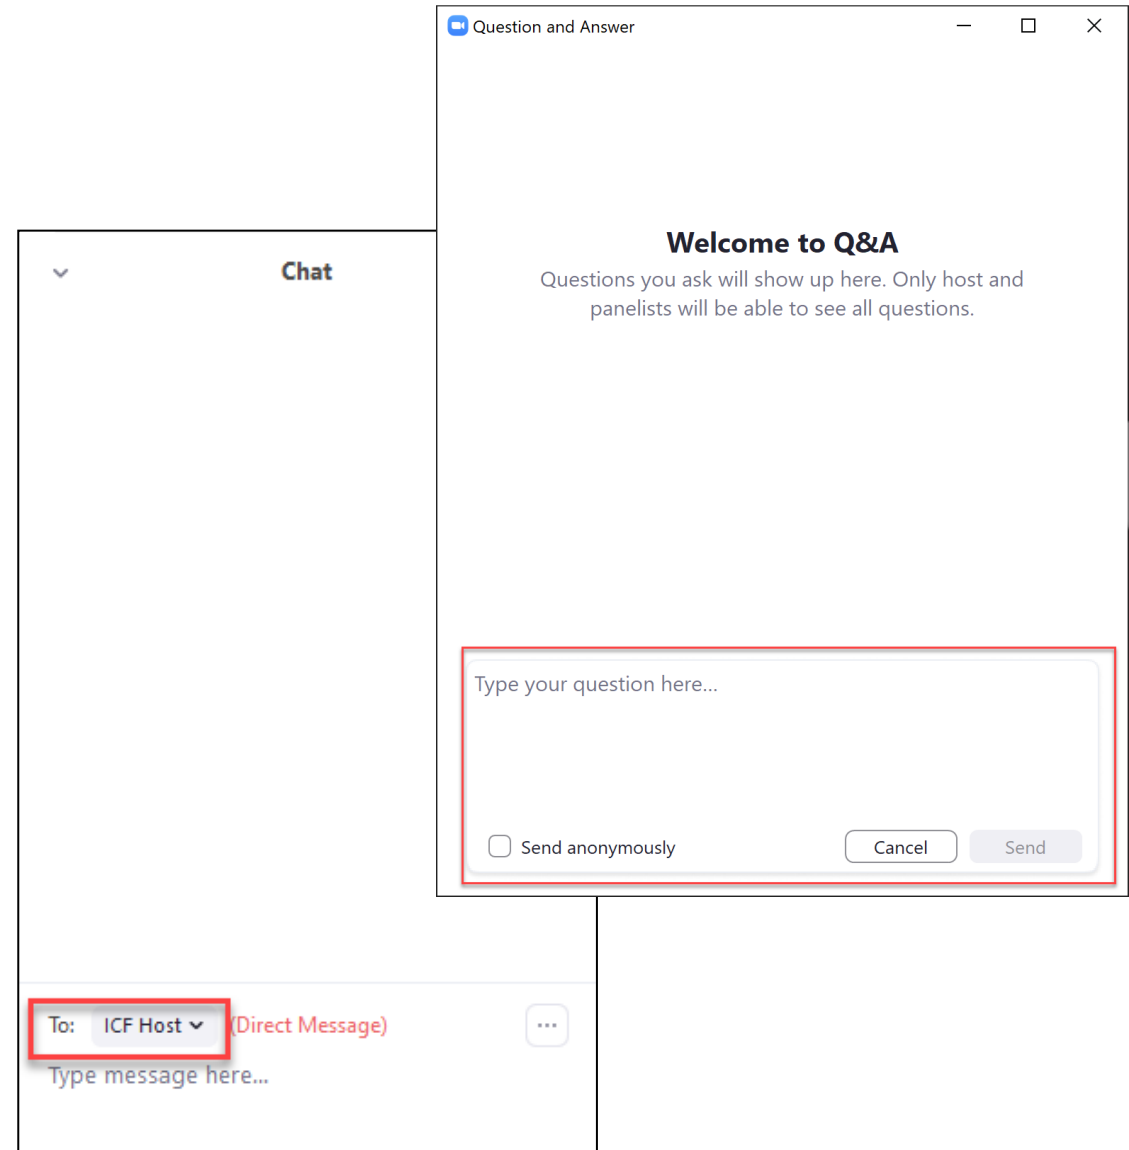 Question and Answer
Welcome to Q&A
Questions you ask will show up here. Only host and
panelists will be able to see all questions.
Type your question here...
Send anonymously
Cancel
Send
Chat
To: ICF Host (Direct Message)
Type message here...